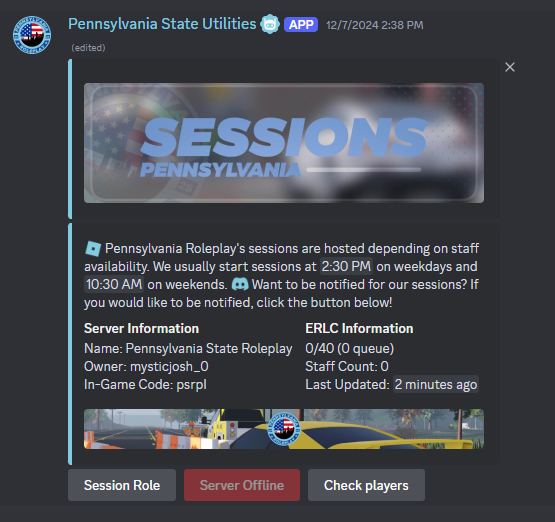 Pennsylvania State Utilities APP 12/7/2024 2:38 PM
(edited)
SESSIONS
PENNSYLVANIA
Pennsylvania Roleplay's sessions are hosted depending on staff
availability. We usually start sessions at 2:30 PM on weekdays and
10:30 AM on weekends. Want to be notified for our sessions? If
you would like to be notified, click the button below!
Server Information
Name: Pennsylvania State Roleplay
Owner: mysticjosh_0
In-Game Code: psrpI
ERLC Information
0/40 (0 queue)
Staff Count: 0
Last Updated: 2 minutes ago
Session Role
Server Offline
Check players